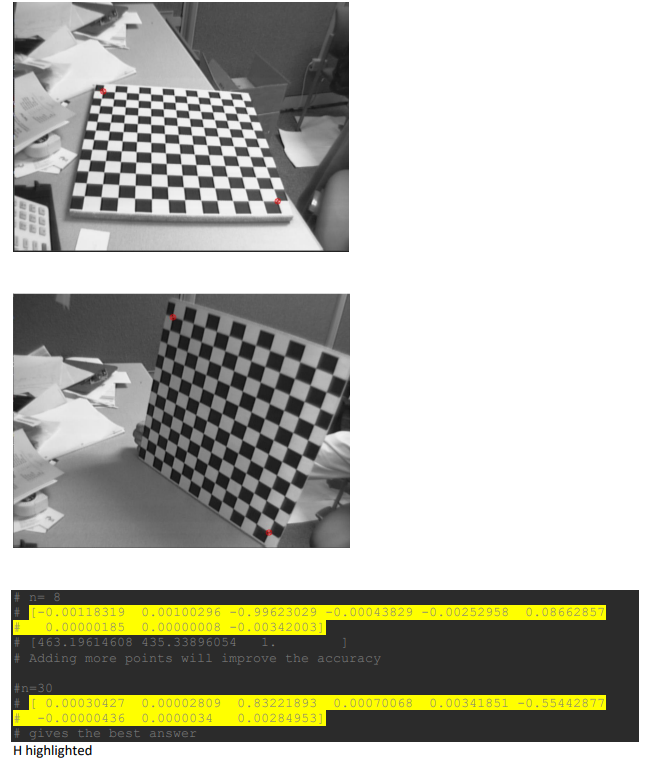 # n= 8
# [-0.00118319 0.00100296 -0.99623029 -0.00043829 -0.00252958 0.08662857
# 0.00000185 0.00000008 -0.00342003]
# [463.19614608 435.33896054 1. ]
# Adding more points will improve the accuracy
#n=30
# [ 0.00030427 0.00002809 0.83221893 0.00070068 0.00341851 -0.55442877
# -0.00000436 0.0000034 0.00284953]
# gives the best answer
H highlighted